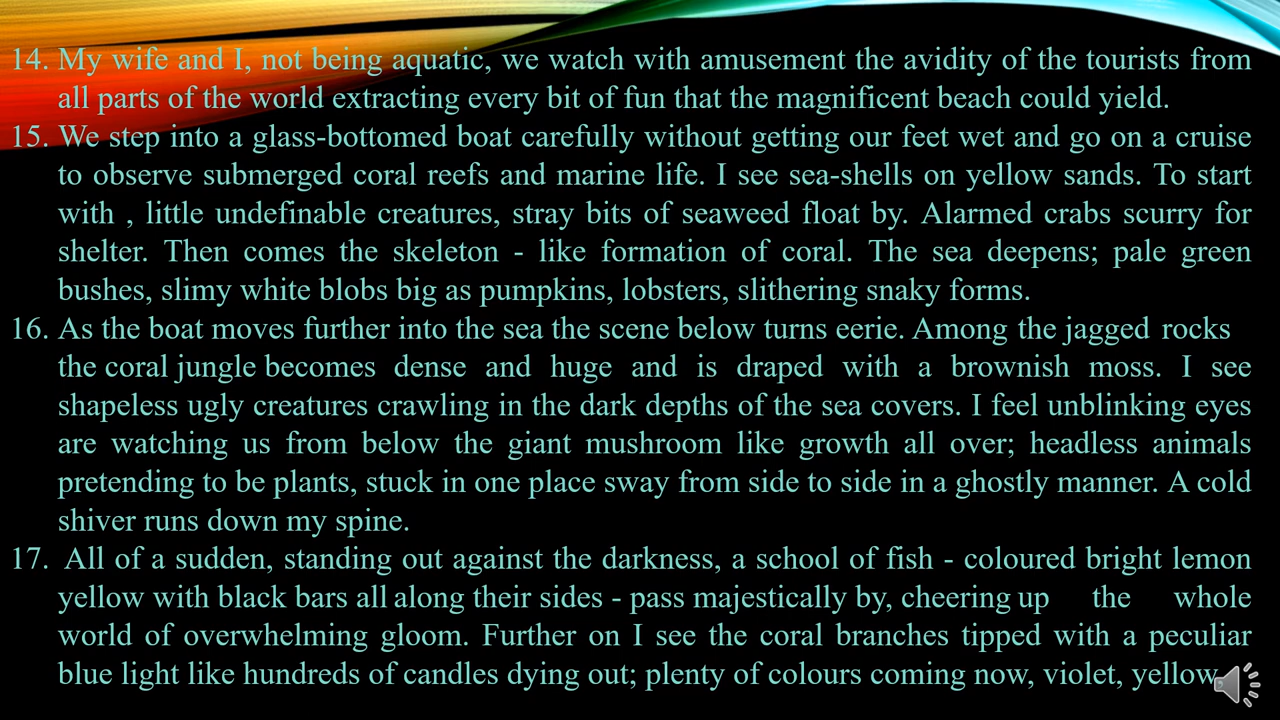 14. My wife and I, not being aquatic, we watch with amusement the avidity of the tourists from
all parts of the world extracting every bit of fun that the magnificent beach could yield.
15. We step into a glass-bottomed boat carefully without getting our feet wet and go on a cruise
to observe submerged coral reefs and marine life. I see sea-shells on yellow sands. To start
with , little undefinable creatures, stray bits of seaweed float by. Alarmed crabs scurry for
shelter. Then comes the skeleton - like formation of coral. The sea deepens; pale green
bushes, slimy white blobs big as pumpkins, lobsters, slithering snaky forms.
16. As the boat moves further into the sea the scene below turns eerie. Among the jagged rocks
the coral jungle becomes dense and huge and is draped with a brownish moss. I see
shapeless ugly creatures crawling in the dark depths of the sea covers. I feel unblinking eyes
are watching us from below the giant mushroom like growth all over; headless animals
pretending to be plants, stuck in one place sway from side to side in a ghostly manner. A cold
shiver runs down my spine.
17. All of a sudden, standing out against the darkness, a school of fish - coloured bright lemon
yellow with black bars all along their sides - pass majestically by, cheering up the whole
world of overwhelming gloom. Further on I see the coral branches tipped with a peculiar
blue light like hundreds of candles dying out; plenty of colours coming now, violet, yellow,